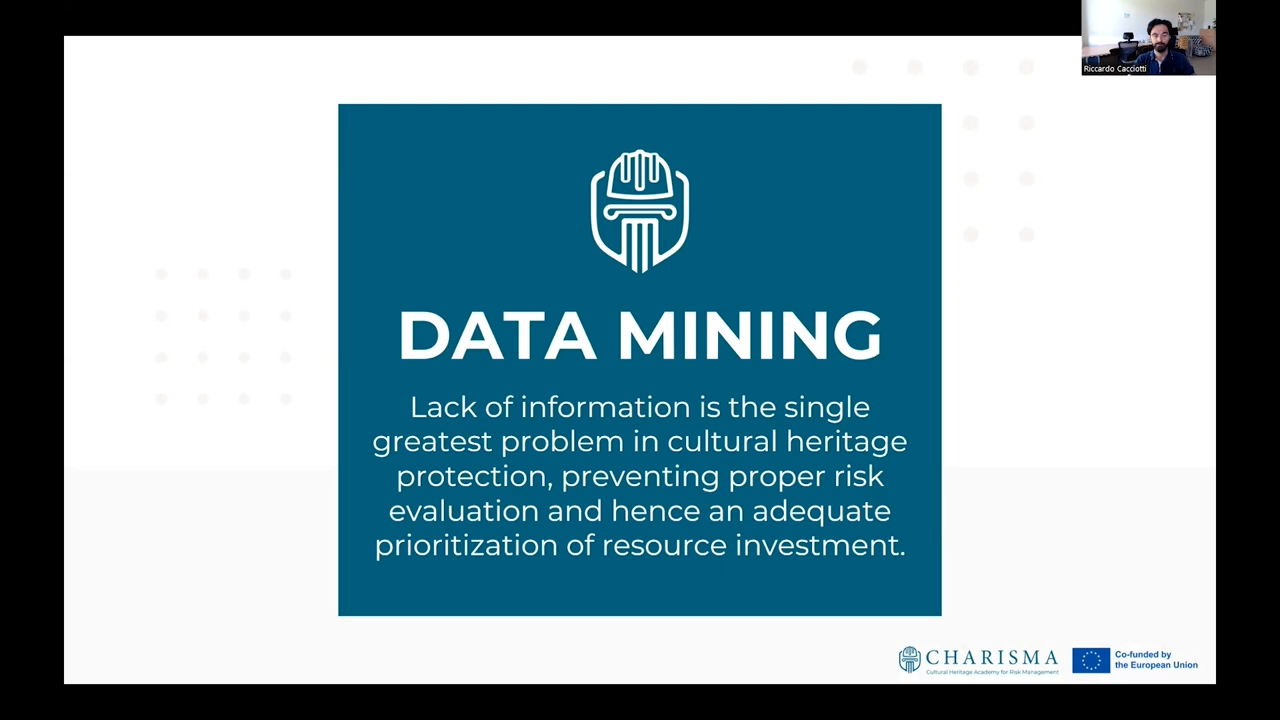 Riccardo Cacciotti
DATA MINING
Lack of information is the single
greatest problem in cultural heritage
protection, preventing proper risk
evaluation and hence an adequate
prioritization of resource investment.
CHARISMA
Cultural Heritage Academy for Risk Management
Co-funded by
the European Union